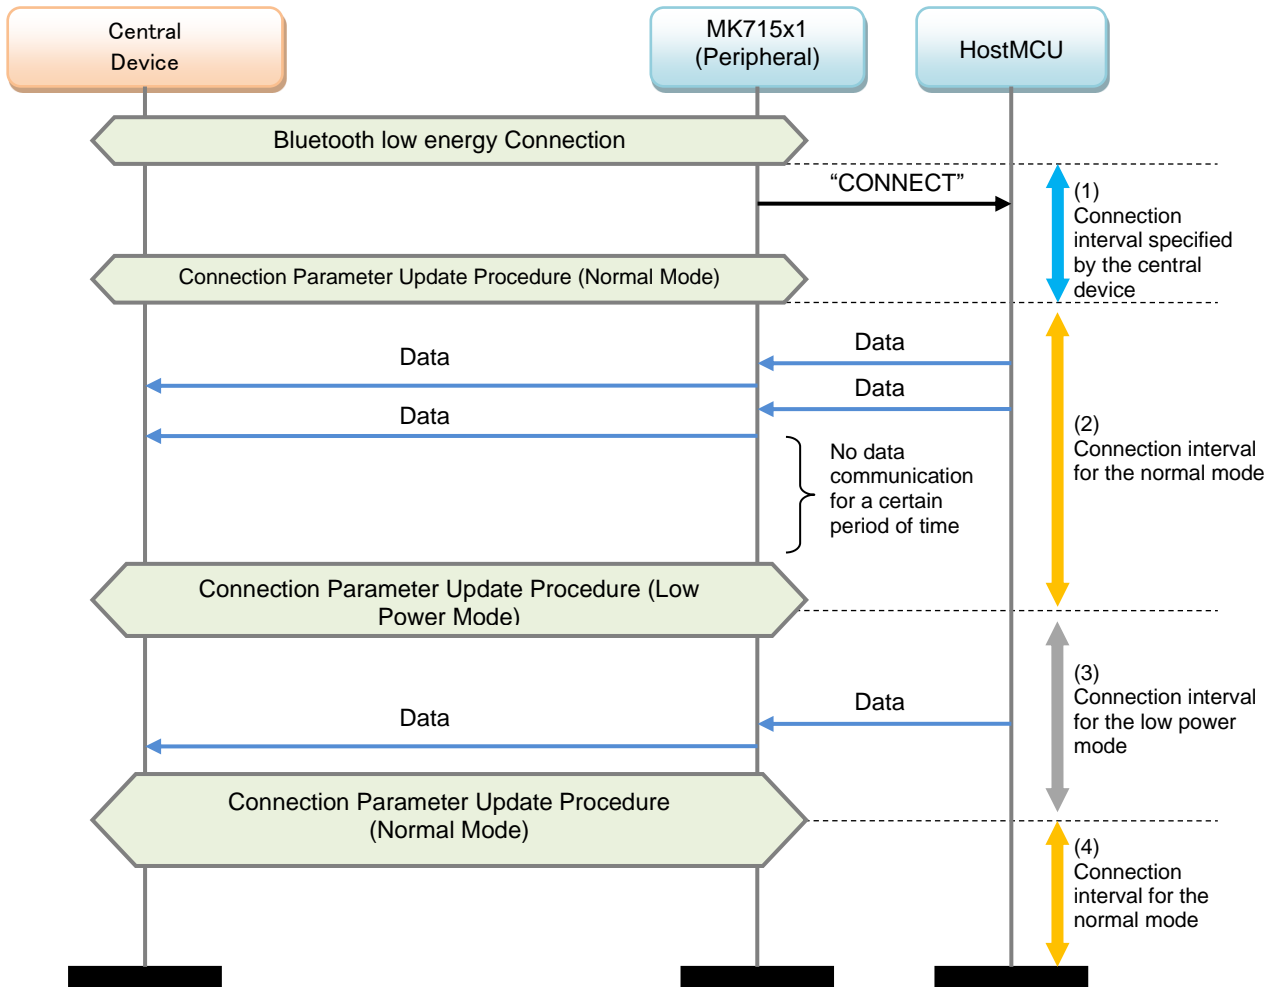 Central
Device
MK715x1
(Peripheral)
HostMCU
Bluetooth low energy Connection
“CONNECT”
(1)
Connection
interval specified
by the central
device
Connection Parameter Update Procedure (Normal Mode)
Data
Data
Data
Data
(2)
Connection interval
for the normal mode
No data
communication
for a certain
period of time
Connection Parameter Update Procedure (Low
Power Mode)
(3)
Connection interval
for the low power
mode
Data
Data
Connection Parameter Update Procedure
(Normal Mode)
(4)
Connection
interval for the
normal mode